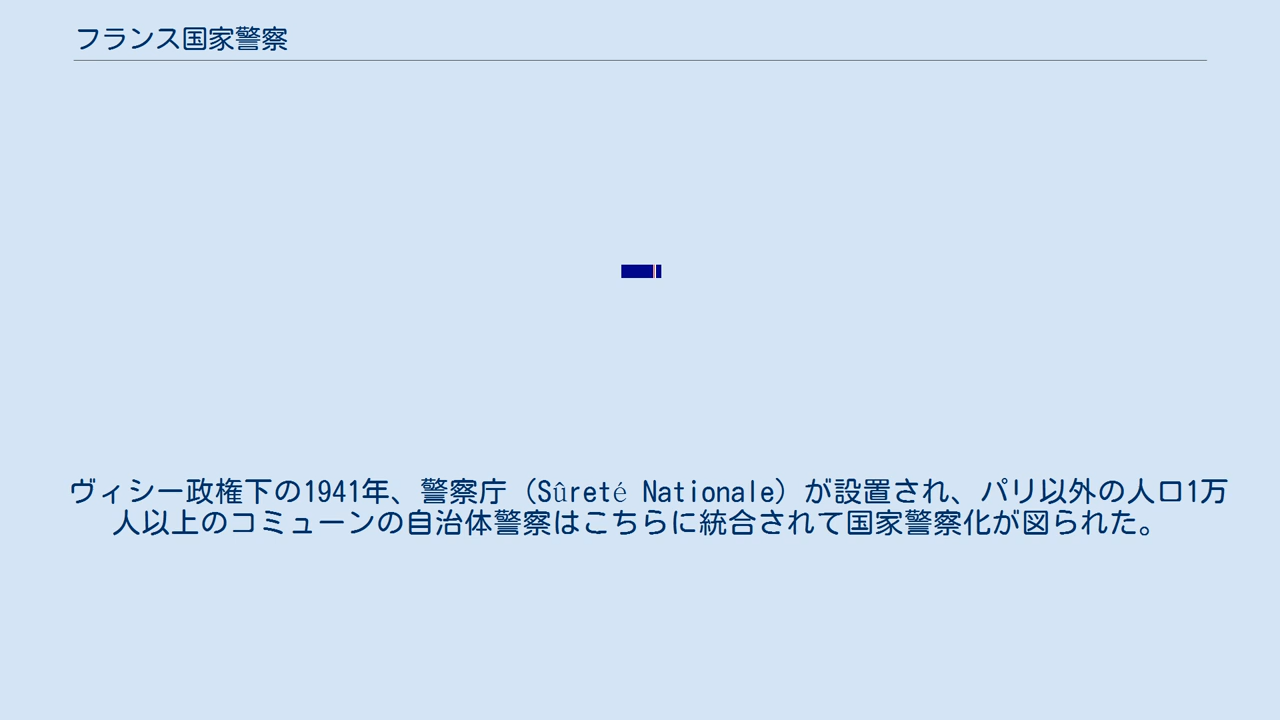 フランス国家警察
ヴィシー政権下の1941年、警察庁（Sûreté Nationale）が設置され、パリ以外の人口1万
人以上のコミューンの自治体警察はこちらに統合されて国家警察化が図られた。